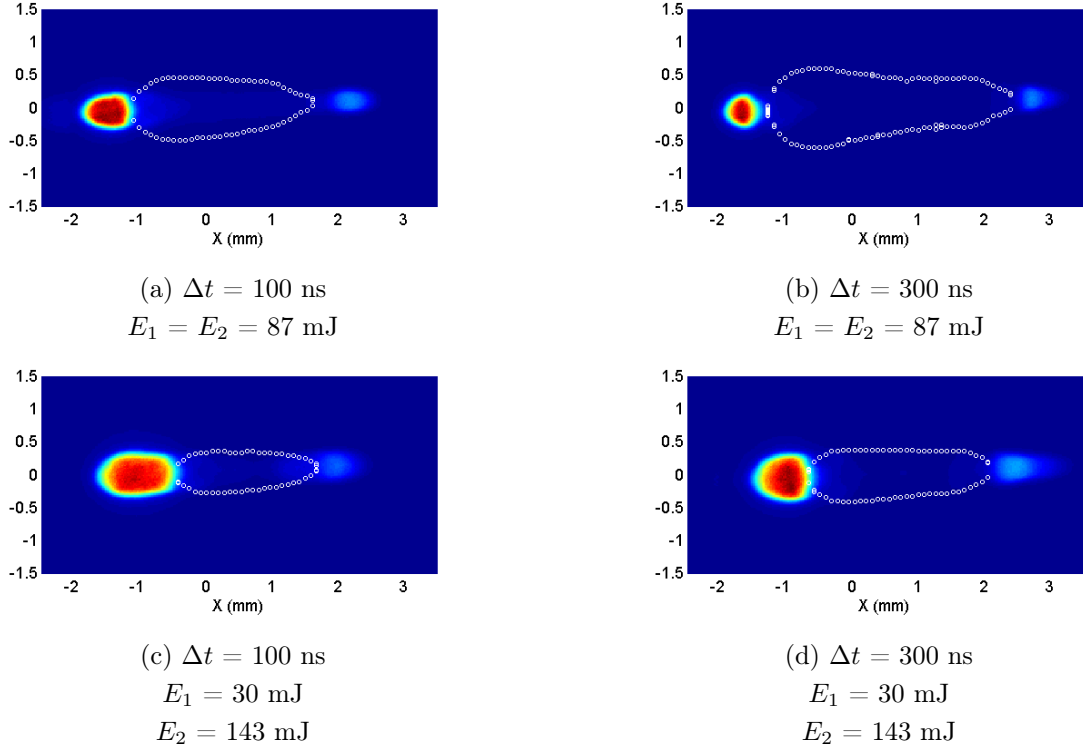 1.5
1
0.5
0
-0.5
-1
-1.5
-2 -1 0 1 2 3
X (mm)
(a) Δt = 100 ns
E₁ = E₂ = 87 mJ
1.5
1
0.5
0
-0.5
-1
-1.5
-2 -1 0 1 2 3
X (mm)
(b) Δt = 300 ns
E₁ = E₂ = 87 mJ
1.5
1
0.5
0
-0.5
-1
-1.5
-2 -1 0 1 2 3
X (mm)
(c) Δt = 100 ns
E₁ = 30 mJ
E₂ = 143 mJ
1.5
1
0.5
0
-0.5
-1
-1.5
-2 -1 0 1 2 3
X (mm)
(d) Δt = 300 ns
E₁ = 30 mJ
E₂ = 143 mJ